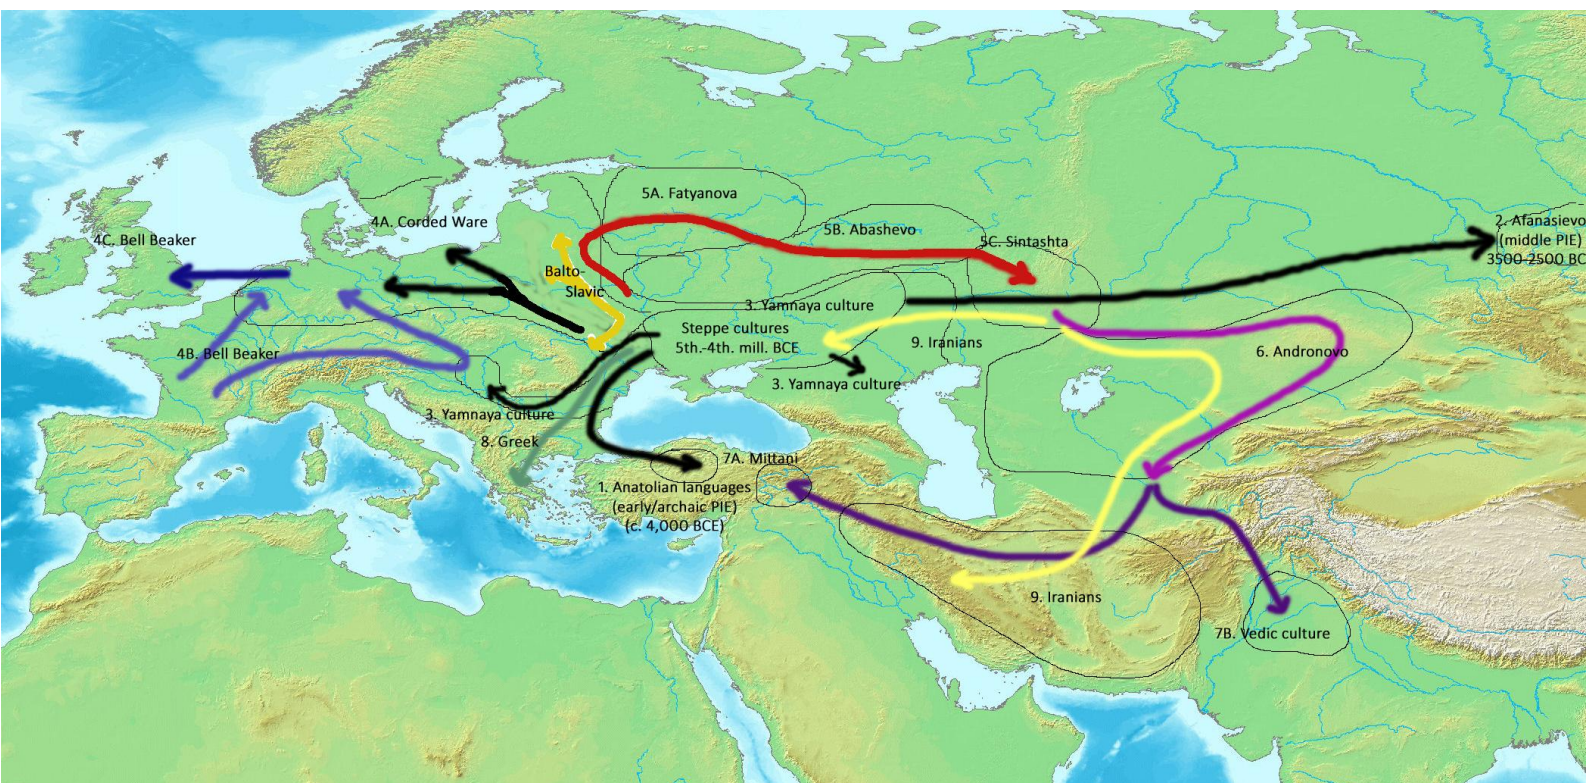 5A. Fatyanova
4A. Corded Ware
2. Afanasievo
(middle PIE)
3500-2500 BC
4C. Bell Beaker
5B. Abashevo
5C. Sintashta
Balto-
Slavic
3. Yamnaya culture
Steppe cultures
5th.-4th. mill. BCE
9. Iranians
6. Andronovo
4B. Bell Beaker
3. Yamnaya culture
3. Yamnaya culture
8. Greek
7A. Mittani
1. Anatolian languages
(early/archaic PIE)
(c. 4,000 BCE)
9. Iranians
7B. Vedic culture